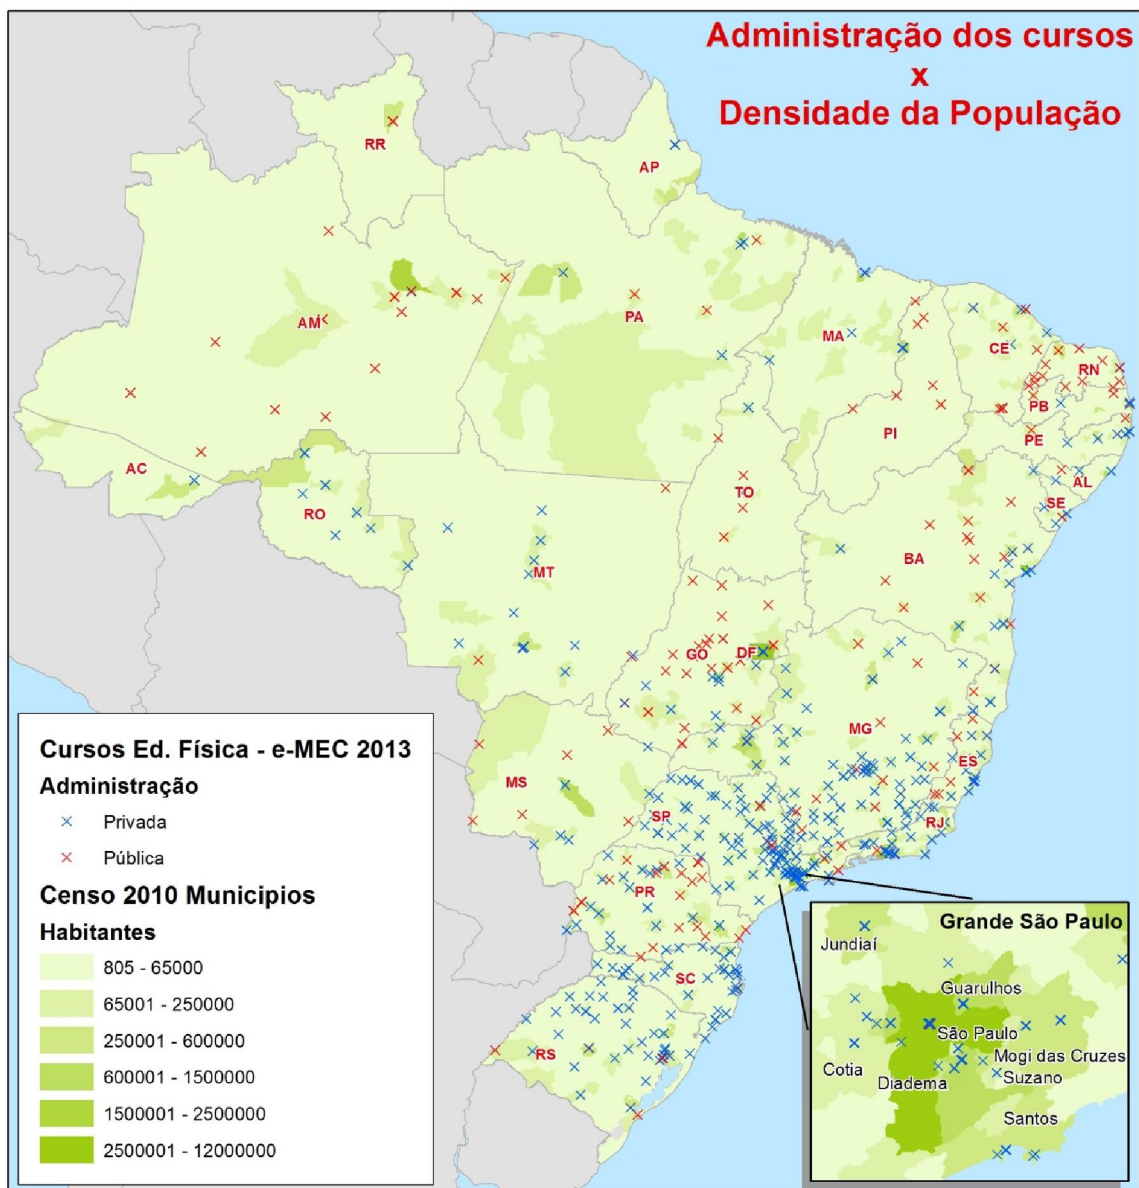 Administração dos cursos
x
Densidade da População
RR
AP
AM
PA
MA
CE
RN
PB
PI
PE
AC
AL
TO
SE
RO
BA
MT
GO
DF
MG
ES
MS
SP
RJ
PR
SC
RS
Cursos Ed. Física - e-MEC 2013
Administração
Privada
Pública
Censo 2010 Municipios
Habitantes
805 - 65000
65001 - 250000
250001 - 600000
600001 - 1500000
1500001 - 2500000
2500001 - 12000000
Grande São Paulo
Jundiaí
Guarulhos
São Paulo
Mogi das Cruzes
Cotia
Diadema
Suzano
Santos